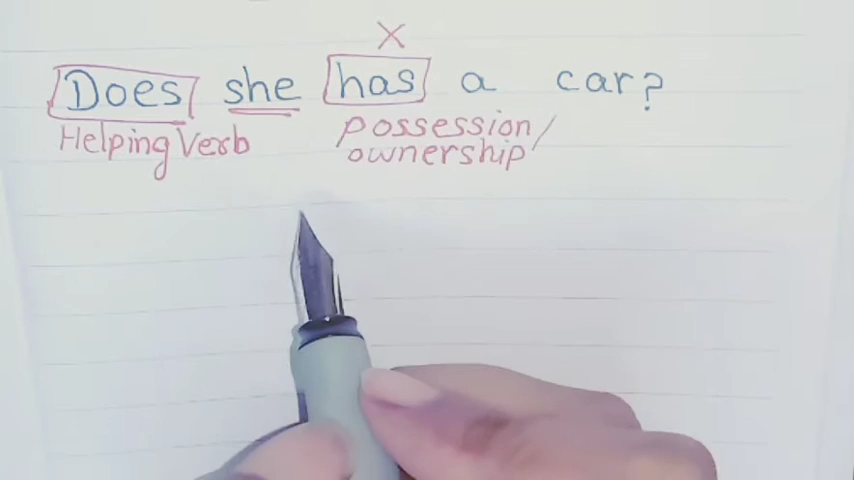 X
Does she has a car?
Helping Verb possession/
ownership